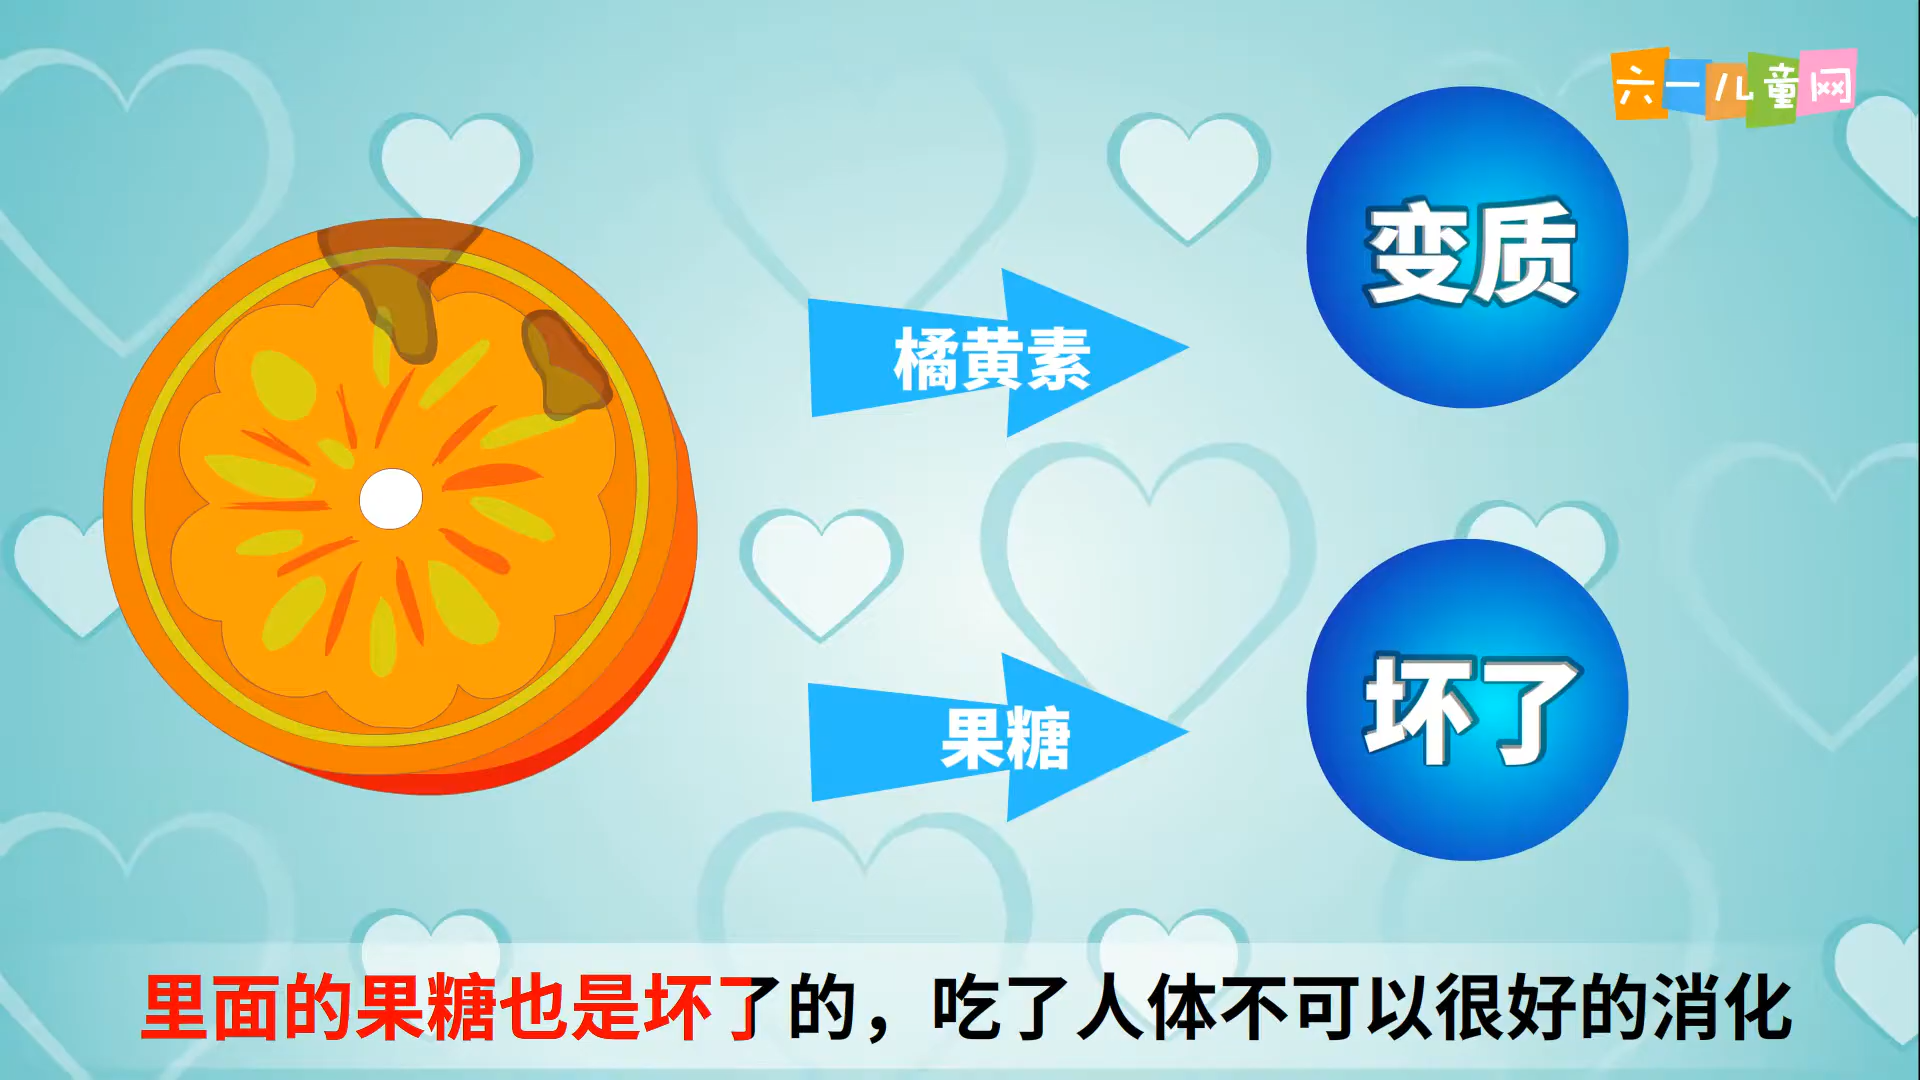 六一儿童网
变质
橘黄素
果糖
坏了
里面的果糖也是坏了的，吃了人体不可以很好的消化